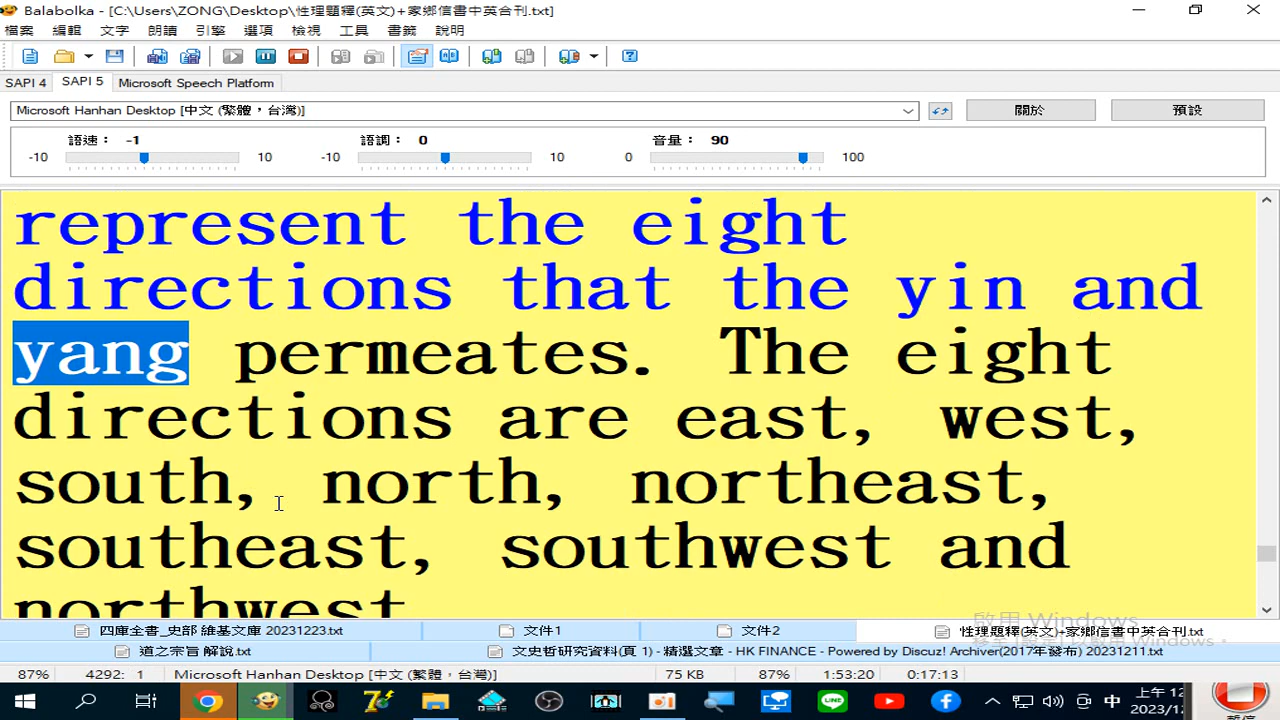 Balabolka - [C:\Users\ZONG\Desktop\性理題釋(英文)+家鄉信書中英合刊.txt]
檔案 編輯 文字 朗讀 引擎 選項 檢視 工具 書籤 說明
SAPI 4 SAPI 5 Microsoft Speech Platform
Microsoft Hanhan Desktop [中文 (繁體，台灣)] 關於 預設
語速： -1 語調： 0 音量： 90
-10 10 -10 10 0 100
represent the eight
directions that the yin and
yang permeates. The eight
directions are east, west,
south, north, northeast,
southeast, southwest and
northwest
啟用 Windows
四庫全書_史部 維基文庫 20231223.txt 文件1 文件2 性理題釋(英文)+家鄉信書中英合刊.txt
道之宗旨 解說.txt 文史哲研究資料(頁 1) - 精選文章 - HK FINANCE - Powered by Discuz! Archiver(2017年發布) 20231211.txt
87% 4292: 1 Microsoft Hanhan Desktop [中文 (繁體，台灣)] 75 KB 87% 1:53:20 0:17:13
中 上午 12
2023/12